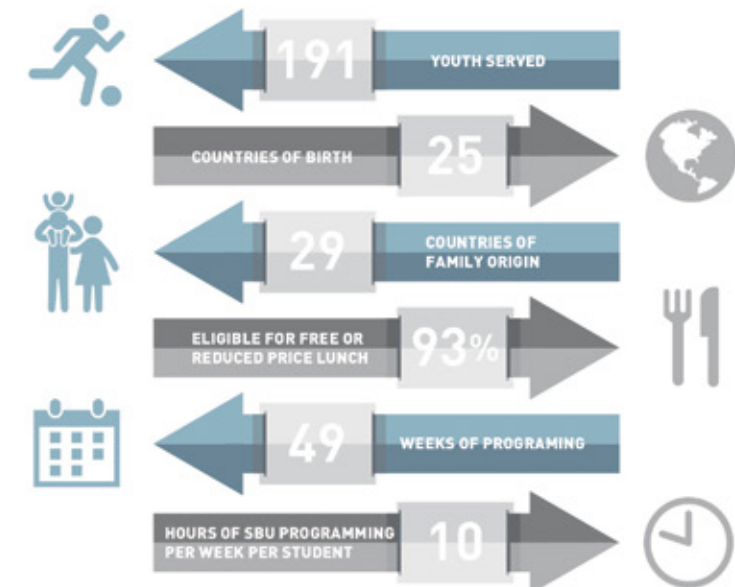 191 YOUTH SERVED
COUNTRIES OF BIRTH 25
29 COUNTRIES OF
FAMILY ORIGIN
ELIGIBLE FOR FREE OR
REDUCED PRICE LUNCH 93%
49 WEEKS OF PROGRAMING
HOURS OF SBU PROGRAMMING
PER WEEK PER STUDENT 10